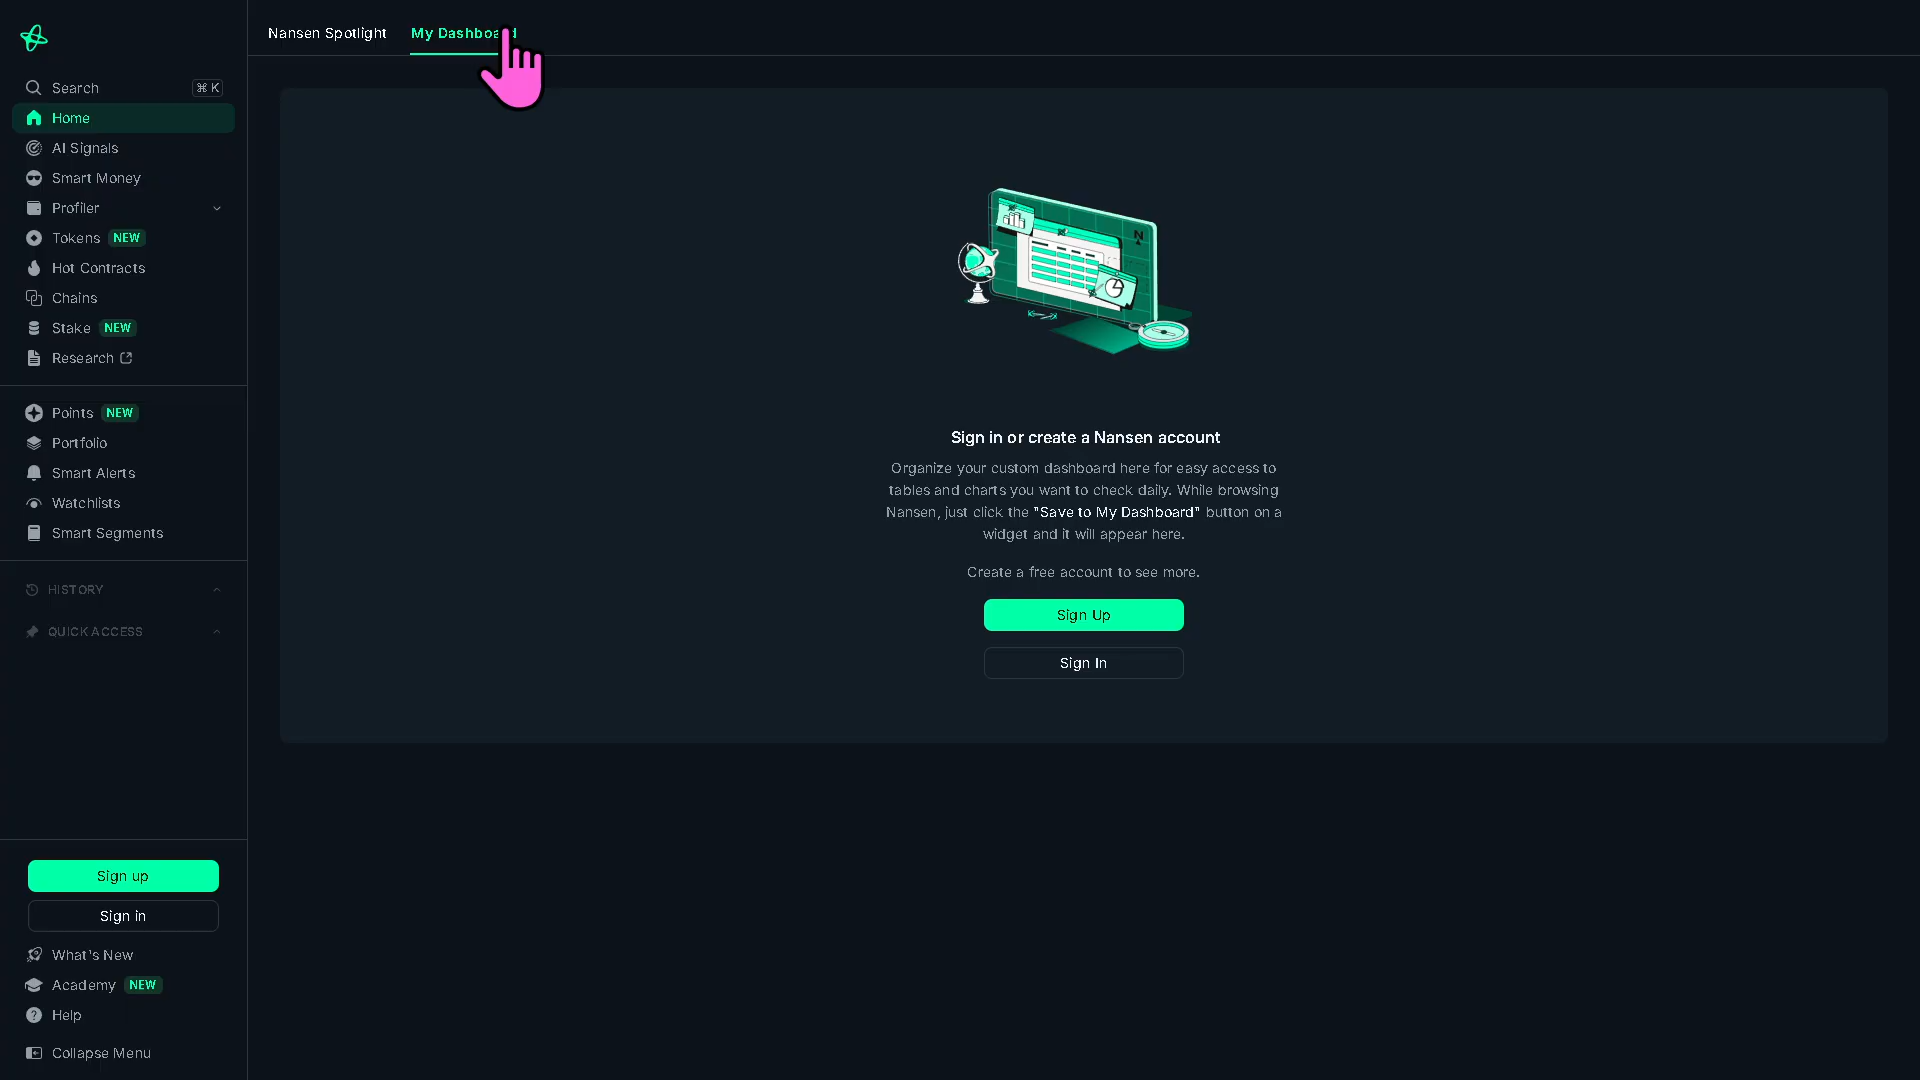 Nansen Spotlight
My Dashboard
Search
⌘ K
Home
AI Signals
Smart Money
Profiler
Tokens NEW
Hot Contracts
Chains
Stake NEW
Research
Points NEW
Portfolio
Smart Alerts
Watchlists
Smart Segments
HISTORY
QUICK ACCESS
Sign up
Sign in
What's New
Academy NEW
Help
Collapse Menu
N
Sign in or create a Nansen account
Organize your custom dashboard here for easy access to
tables and charts you want to check daily. While browsing
Nansen, just click the "Save to My Dashboard" button on a
widget and it will appear here.
Create a free account to see more.
Sign Up
Sign In